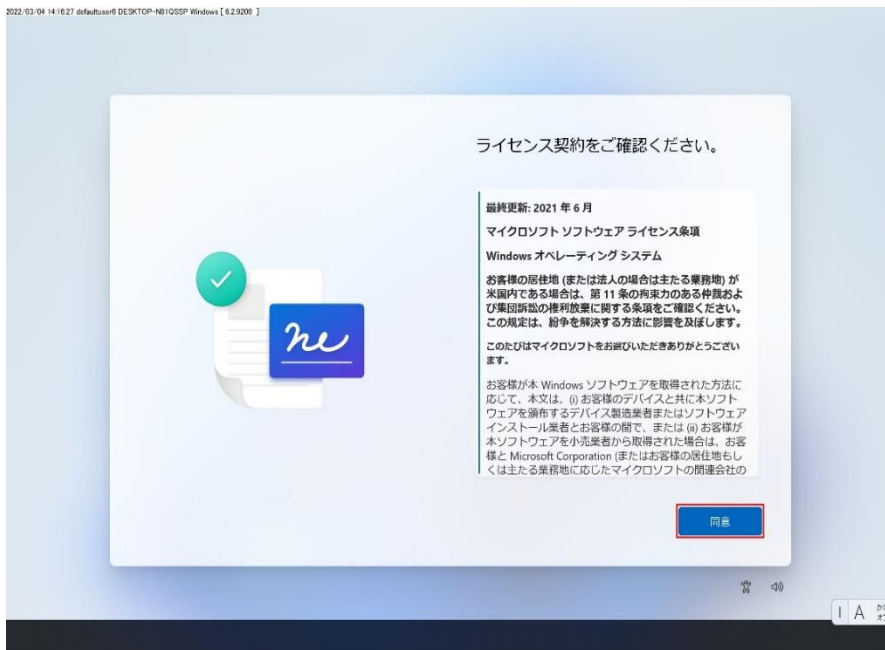 2022/03/04 14:16:27 defaultuser0 DESKTOP-N81QSSP Windows [ 6.2.9200 ]
ライセンス契約をご確認ください。
最終更新: 2021 年 6 月
マイクロソフト ソフトウェア ライセンス条項
Windows オペレーティング システム
お客様の居住地 (または法人の場合は主たる業務地) が
米国内である場合は、第 11 条の拘束力のある仲裁およ
び集団訴訟の権利放棄に関する条項をご確認ください。
この規定は、紛争を解決する方法に影響を及ぼします。
このたびはマイクロソフトをお選びいただきありがとうござい
ます。
お客様が本 Windows ソフトウェアを取得された方法に
応じて、本文は、(i) お客様のデバイスと共に本ソフト
ウェアを頒布するデバイス製造業者またはソフトウェア
インストール業者とお客様の間で、または (ii) お客様が
本ソフトウェアを小売業者から取得された場合は、お客
様と Microsoft Corporation (またはお客様の居住地もし
くは主たる業務地に応じたマイクロソフトの関連会社の
同意
A